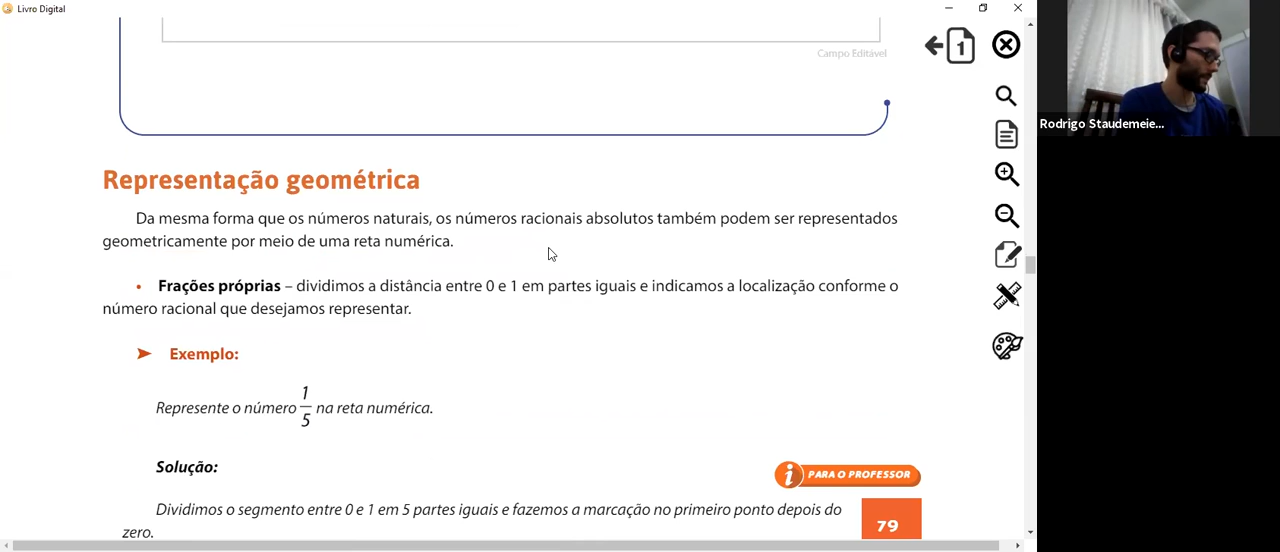 Livro Digital
Campo Editável
1
Rodrigo Staudemeie...
Representação geométrica
Da mesma forma que os números naturais, os números racionais absolutos também podem ser representados
geometricamente por meio de uma reta numérica.
• Frações próprias – dividimos a distância entre 0 e 1 em partes iguais e indicamos a localização conforme o
número racional que desejamos representar.
➤ Exemplo:
Represente o número 1/5 na reta numérica.
Solução:
i PARA O PROFESSOR
Dividimos o segmento entre 0 e 1 em 5 partes iguais e fazemos a marcação no primeiro ponto depois do
zero.
79